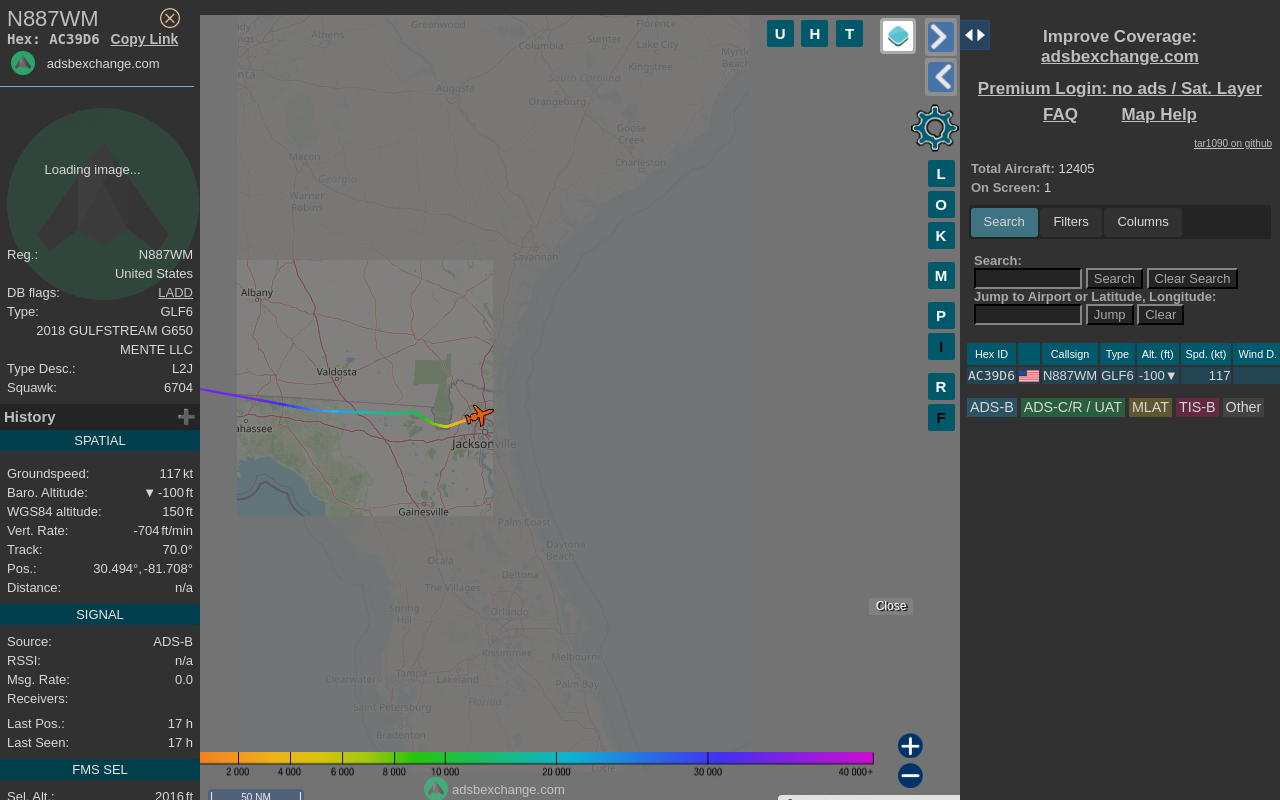 N887WM
Hex: AC39D6 Copy Link
adsbexchange.com
Loading image...
Reg.: N887WM
United States
DB flags: LADD
Type: GLF6
2018 GULFSTREAM G650
MENTE LLC
Type Desc.: L2J
Squawk: 6704
History
SPATIAL
Groundspeed: 117 kt
Baro. Altitude: ▼ -100 ft
WGS84 altitude: 150 ft
Vert. Rate: -704 ft/min
Track: 70.0°
Pos.: 30.494°, -81.708°
Distance: n/a
SIGNAL
Source: ADS-B
RSSI: n/a
Msg. Rate: 0.0
Receivers:
Last Pos.: 17 h
Last Seen: 17 h
FMS SEL
Sel. Alt.: 2016 ft
Greenwood
Florence
Athens
Columbia
Sumter
Lake City
Myrtle
Beach
Kingstree
South Carolina
Augusta
Orangeburg
Goose
Creek
Charleston
Macon
Georgia
Warner
Robins
Savannah
Albany
Valdosta
Jacksonville
Gainesville
Palm Coast
Daytona
Beach
Ocala
Deltona
The Villages
Spring
Hill
Orlando
Kissimmee
Melbourne
Clearwater
Tampa
Lakeland
Palm Bay
Saint Petersburg
Florida
Bradenton
U H T
L
O
K
M
P
I
R
F
Close
2 000 4 000 6 000 8 000 10 000 20 000 30 000 40 000+
adsbexchange.com
50 NM
Improve Coverage:
adsbexchange.com
Premium Login: no ads / Sat. Layer
FAQ Map Help
tar1090 on github
Total Aircraft: 12405
On Screen: 1
Search Filters Columns
Search:
Search Clear Search
Jump to Airport or Latitude, Longitude:
Jump Clear
Hex ID Callsign Type Alt. (ft) Spd. (kt) Wind D.
AC39D6 N887WM GLF6 -100▼ 117
ADS-B ADS-C/R / UAT MLAT TIS-B Other